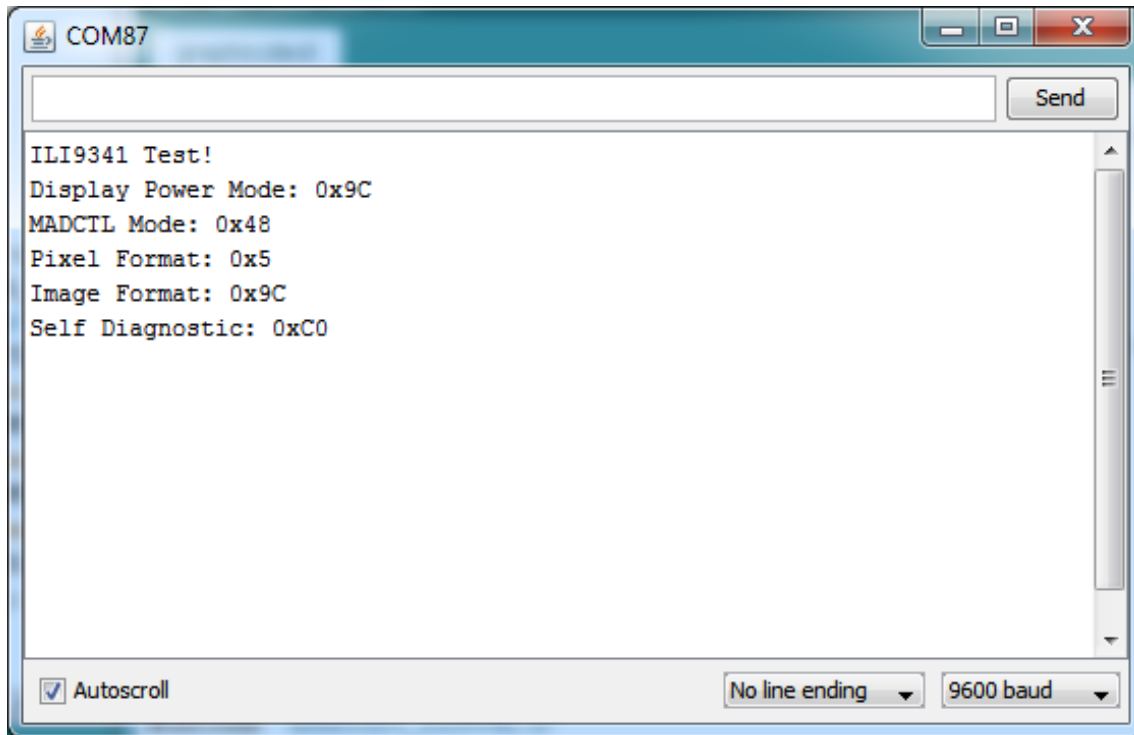 COM87
Send
ILI9341 Test!
Display Power Mode: 0x9C
MADCTL Mode: 0x48
Pixel Format: 0x5
Image Format: 0x9C
Self Diagnostic: 0xC0
Autoscroll
No line ending
9600 baud